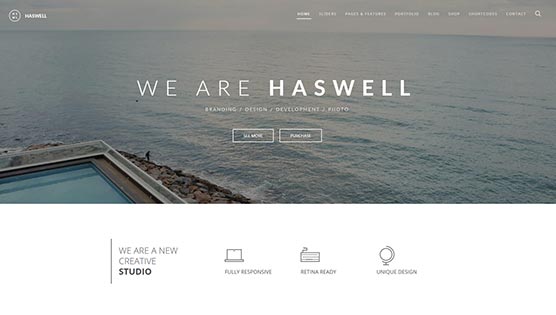 HASWELL
HOME SLIDERS PAGES & FEATURES PORTFOLIO BLOG SHOP SHORTCODES CONTACT
WE ARE HASWELL
BRANDING / DESIGN / DEVELOPMENT / PHOTO
SEE MORE PURCHASE
WE ARE A NEW
CREATIVE
STUDIO
FULLY RESPONSIVE RETINA READY UNIQUE DESIGN